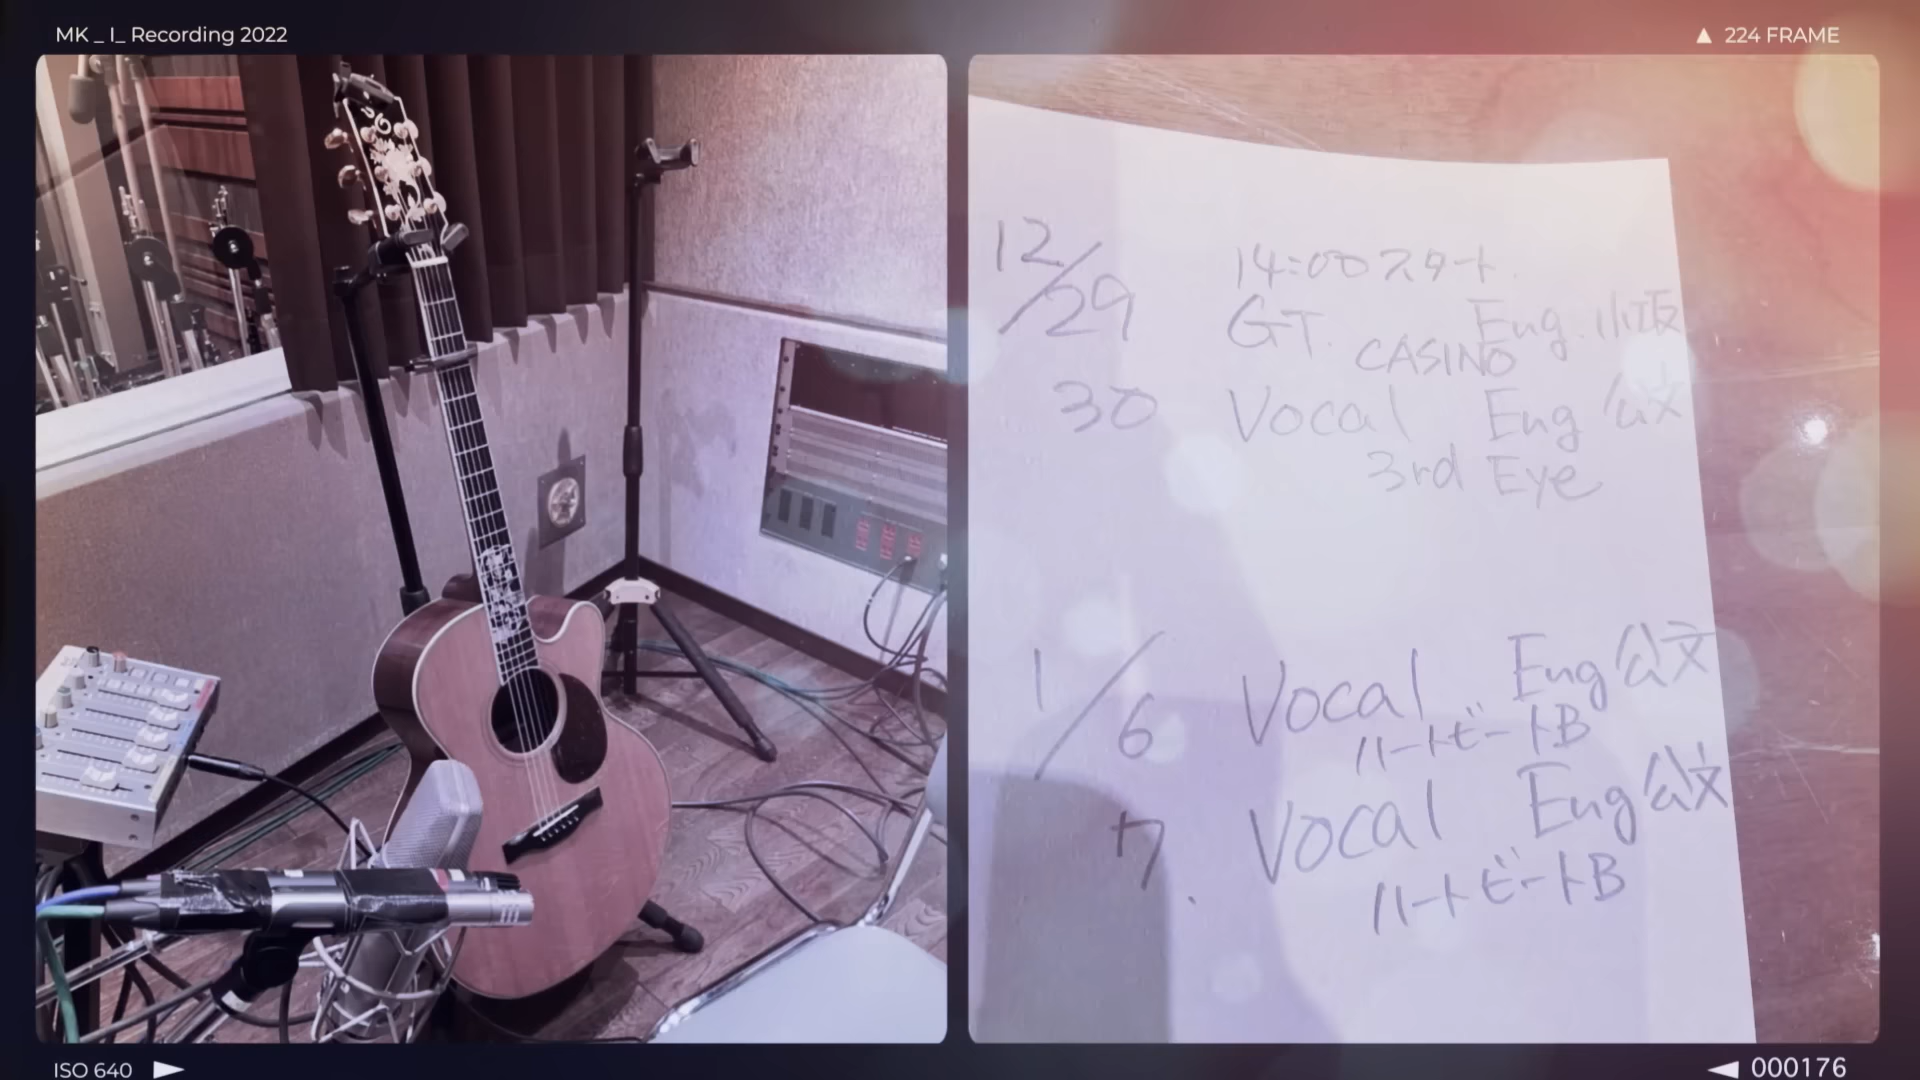 MK _ I_ Recording 2022
▲ 224 FRAME
12/29 14:00スタート
GT. Eng. 小坂
CASINO
30 Vocal Eng 公文
3rd Eye
1/6 Vocal Eng 公文
ハートビートB
7. Vocal Eng 公文
ハートビートB
ISO 640 ▶
◀ 000176